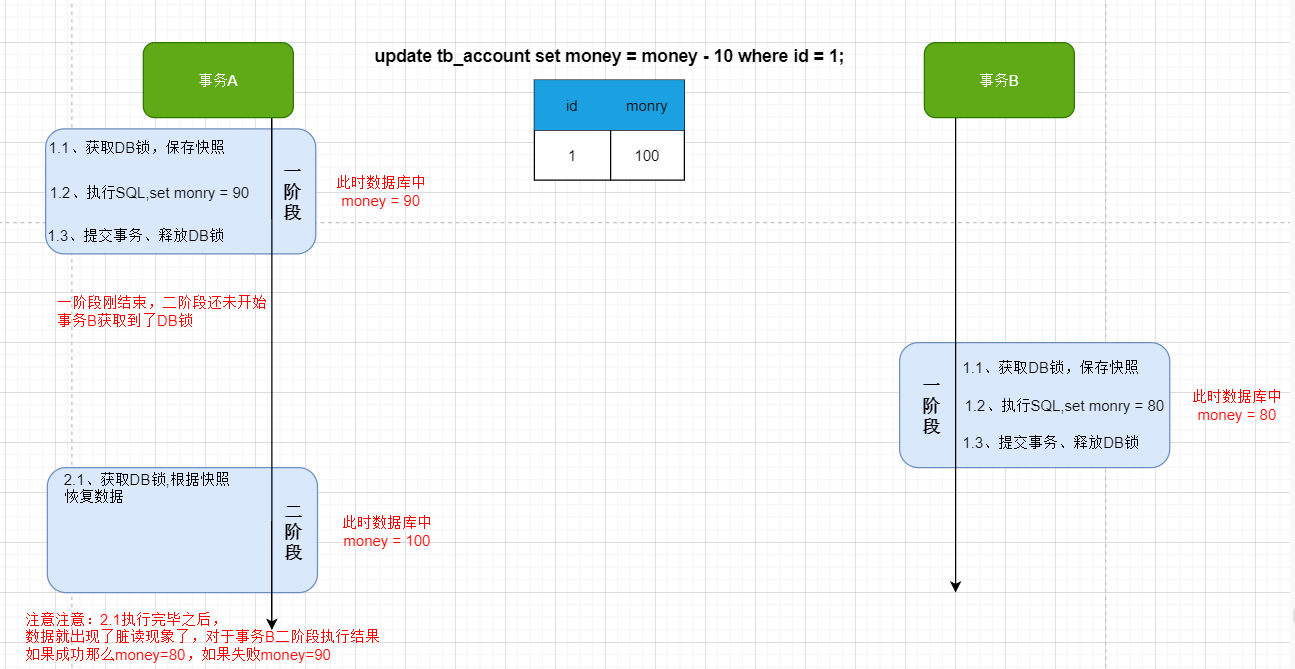 update tb_account set money = money - 10 where id = 1;
事务A
id monry
1 100
事务B
1.1、获取DB锁，保存快照
1.2、执行SQL,set monry = 90
1.3、提交事务、释放DB锁
一
阶
段
此时数据库中
money = 90
一阶段刚结束，二阶段还未开始
事务B获取到了DB锁
一
阶
段
1.1、获取DB锁，保存快照
1.2、执行SQL,set monry = 80
1.3、提交事务、释放DB锁
此时数据库中
money = 80
2.1、获取DB锁,根据快照
恢复数据
二
阶
段
此时数据库中
money = 100
注意注意：2.1执行完毕之后，
数据就出现了脏读现象了，对于事务B二阶段执行结果
如果成功那么money=80，如果失败money=90